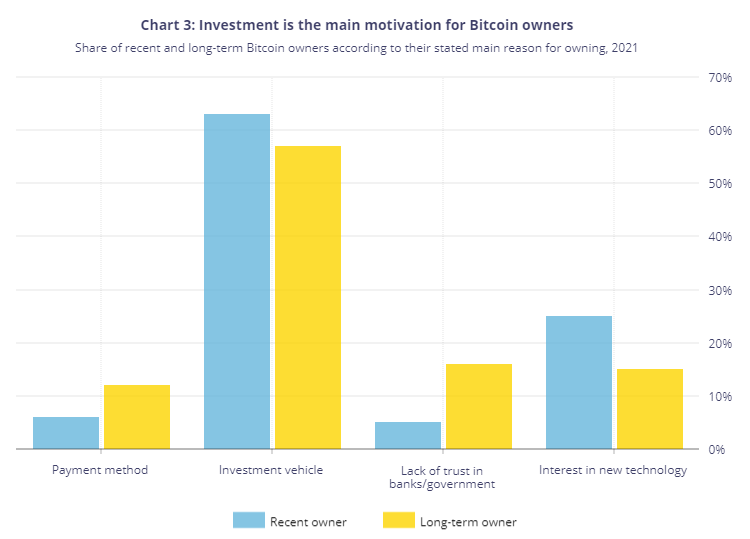 Chart 3: Investment is the main motivation for Bitcoin owners
Share of recent and long-term Bitcoin owners according to their stated main reason for owning, 2021
70%
60%
50%
40%
30%
20%
10%
0%
Payment method
Investment vehicle
Lack of trust in
banks/government
Interest in new technology
Recent owner
Long-term owner